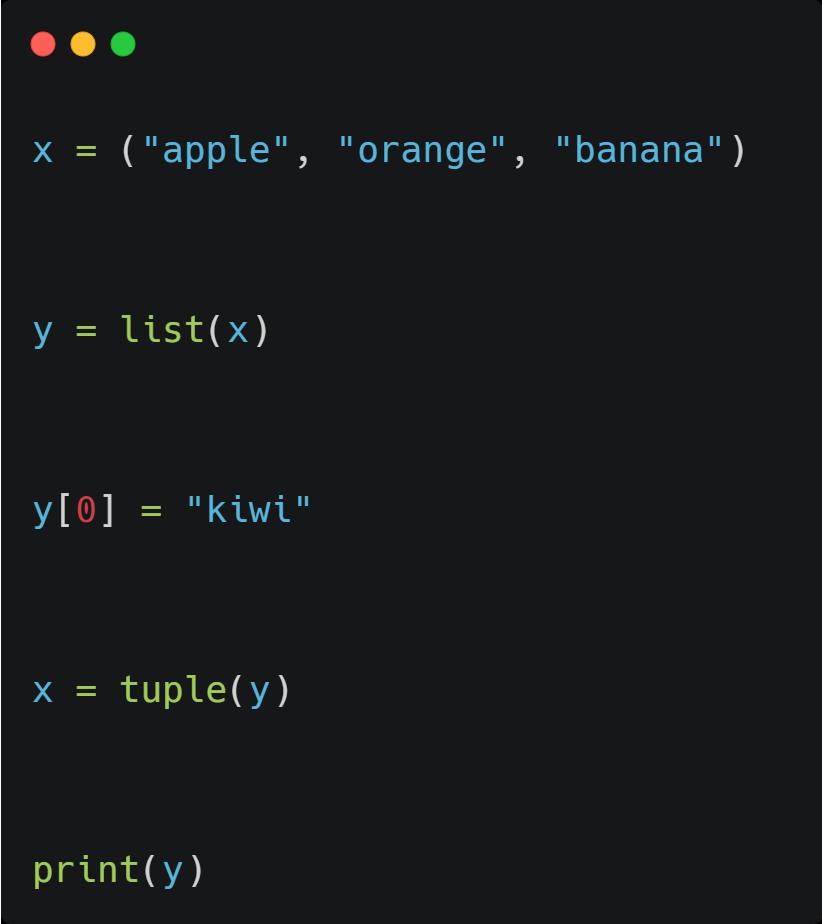 x = ("apple", "orange", "banana")
y = list(x)
y[0] = "kiwi"
x = tuple(y)
print(y)